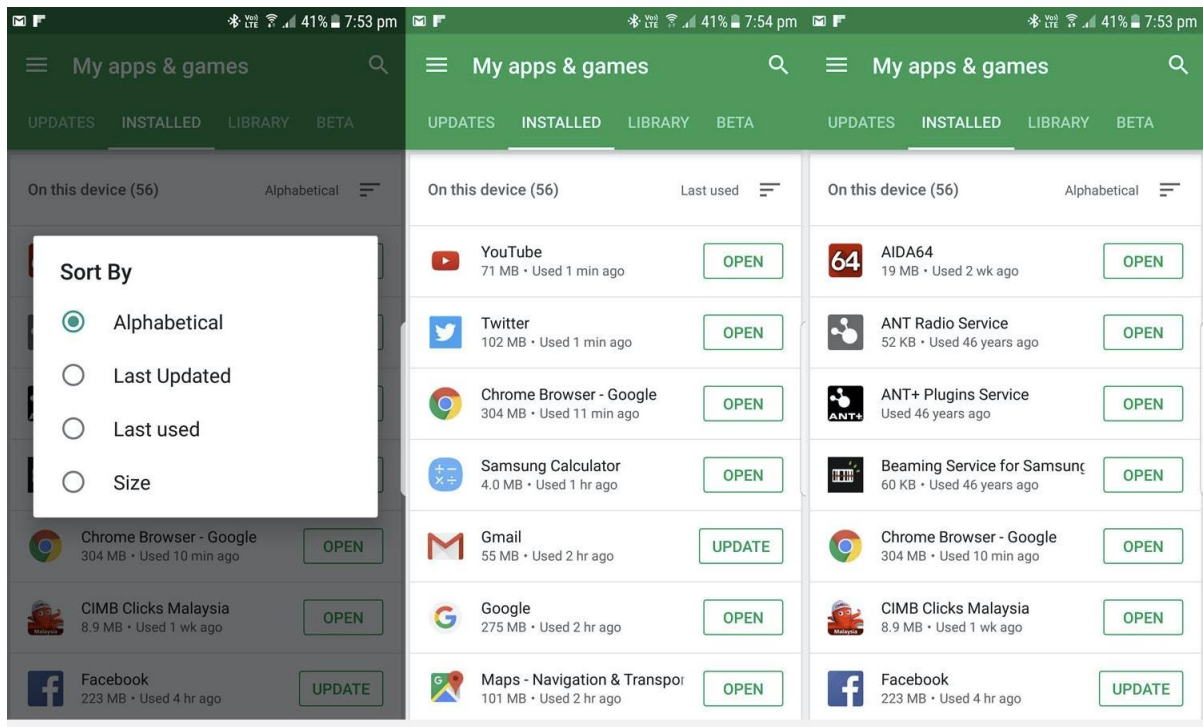 41% 7:53 pm
My apps & games
UPDATES INSTALLED LIBRARY BETA
On this device (56) Alphabetical
Sort By
Alphabetical
Last Updated
Last used
Size
Chrome Browser - Google
304 MB • Used 10 min ago
OPEN
CIMB Clicks Malaysia
8.9 MB • Used 1 wk ago
OPEN
Malaysia
Facebook
223 MB • Used 4 hr ago
UPDATE
Vo)) LTE 41% 7:54 pm
My apps & games
UPDATES INSTALLED LIBRARY BETA
On this device (56) Last used
YouTube
71 MB • Used 1 min ago
OPEN
Twitter
102 MB • Used 1 min ago
OPEN
Chrome Browser - Google
304 MB • Used 11 min ago
OPEN
Samsung Calculator
4.0 MB • Used 1 hr ago
OPEN
Gmail
55 MB • Used 2 hr ago
UPDATE
Google
275 MB • Used 2 hr ago
OPEN
Maps - Navigation & Transpor
101 MB • Used 2 hr ago
OPEN
Vo)) LTE 41% 7:53 pm
My apps & games
UPDATES INSTALLED LIBRARY BETA
On this device (56) Alphabetical
64
AIDA64
19 MB • Used 2 wk ago
OPEN
ANT Radio Service
52 KB • Used 46 years ago
OPEN
ANT+
ANT+ Plugins Service
Used 46 years ago
OPEN
Beaming Service for Samsung
60 KB • Used 46 years ago
OPEN
Chrome Browser - Google
304 MB • Used 10 min ago
OPEN
CIMB Clicks Malaysia
8.9 MB • Used 1 wk ago
OPEN
Malaysia
Facebook
223 MB • Used 4 hr ago
UPDATE